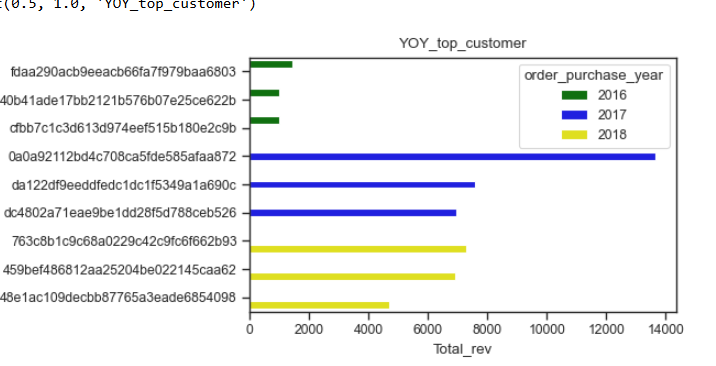 t(0.5, 1.0, 'YOY_top_customer')
YOY_top_customer
fdaa290acb9eeacb66fa7f979baa6803
40b41ade17bb2121b576b07e25ce622b
cfbb7c1c3d613d974eef515b180e2c9b
0a0a92112bd4c708ca5fde585afaa872
da122df9eeddfedc1dc1f5349a1a690c
dc4802a71eae9be1dd28f5d788ceb526
763c8b1c9c68a0229c42c9fc6f662b93
459bef486812aa25204be022145caa62
48e1ac109decbb87765a3eade6854098
order_purchase_year
2016
2017
2018
0 2000 4000 6000 8000 10000 12000 14000
Total_rev